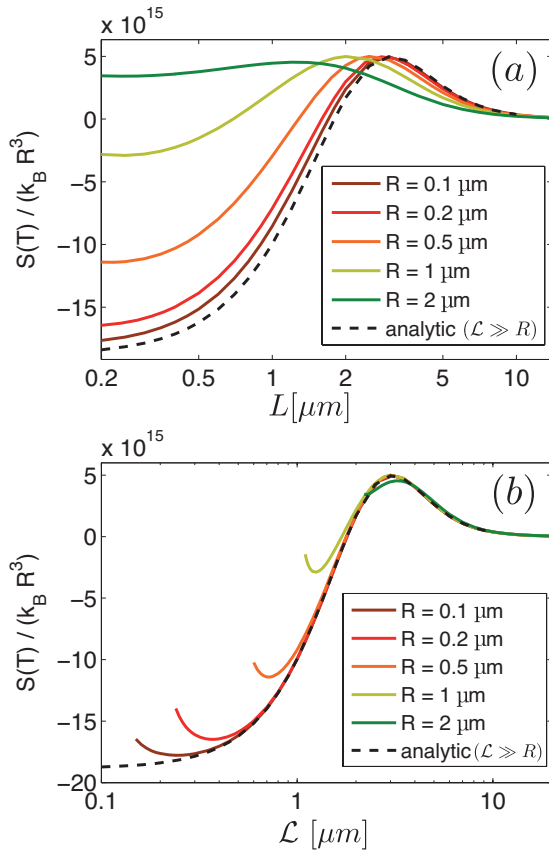 x 10^15
(a)
S(T) / (k_B R^3)
5
0
−5
−10
−15
R = 0.1 μm
R = 0.2 μm
R = 0.5 μm
R = 1 μm
R = 2 μm
analytic (ℒ ≫ R)
0.2 0.5 1 2 5 10
L[μm]
x 10^15
(b)
S(T) / (k_B R^3)
5
0
−5
−10
−15
−20
R = 0.1 μm
R = 0.2 μm
R = 0.5 μm
R = 1 μm
R = 2 μm
analytic (ℒ ≫ R)
0.1 1 10
ℒ [μm]